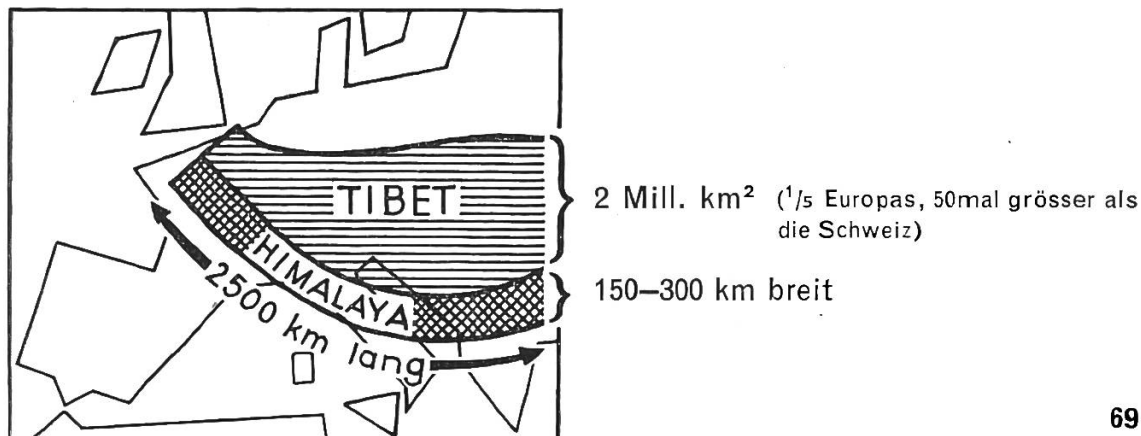 TIBET
HIMALAYA
2500 km lang
2 Mill. km² (¹/₅ Europas, 50mal grösser als
die Schweiz)
150–300 km breit
69